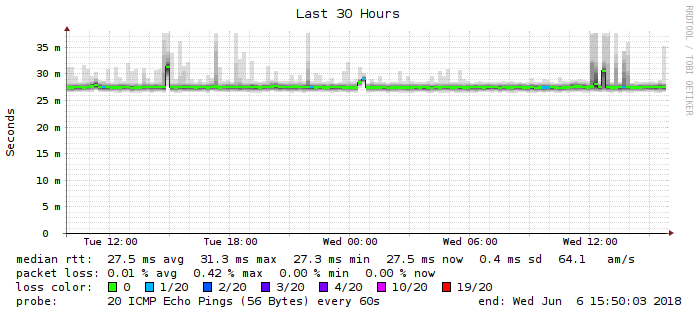 Last 30 Hours
RRDTOOL / TOBI OETIKER
Seconds
35 m
30 m
25 m
20 m
15 m
10 m
5 m
0
Tue 12:00 Tue 18:00 Wed 00:00 Wed 06:00 Wed 12:00
median rtt: 27.5 ms avg 31.3 ms max 27.3 ms min 27.5 ms now 0.4 ms sd 64.1 am/s
packet loss: 0.01 % avg 0.42 % max 0.00 % min 0.00 % now
loss color: 0 1/20 2/20 3/20 4/20 10/20 19/20
probe: 20 ICMP Echo Pings (56 Bytes) every 60s end: Wed Jun 6 15:50:03 2018